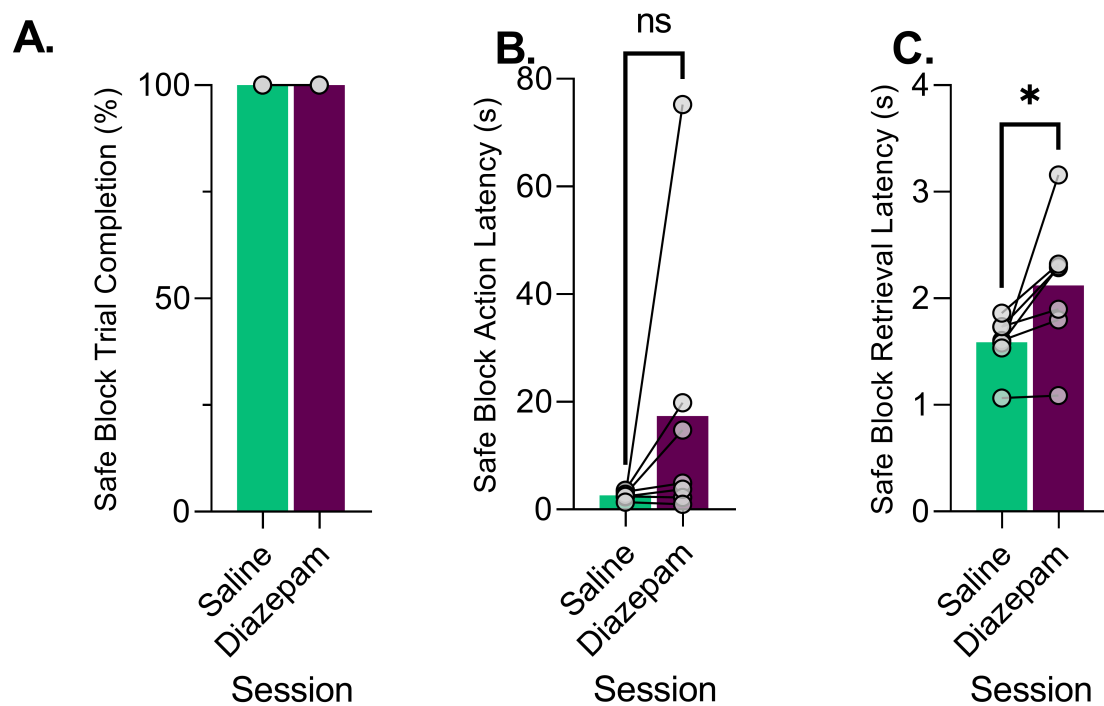 A.
Safe Block Trial Completion (%)
100
50
0
Saline
Diazepam
Session
B.
ns
Safe Block Action Latency (s)
80
60
40
20
0
Saline
Diazepam
Session
C.
*
Safe Block Retrieval Latency (s)
4
3
2
1
0
Saline
Diazepam
Session